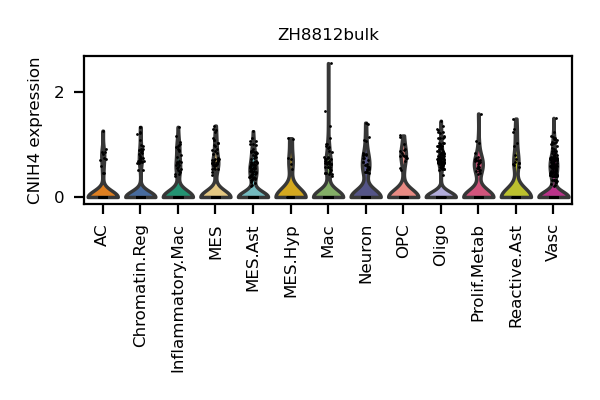 ZH8812bulk
CNIH4 expression
2
0
AC
Chromatin.Reg
Inflammatory.Mac
MES
MES.Ast
MES.Hyp
Mac
Neuron
OPC
Oligo
Prolif.Metab
Reactive.Ast
Vasc